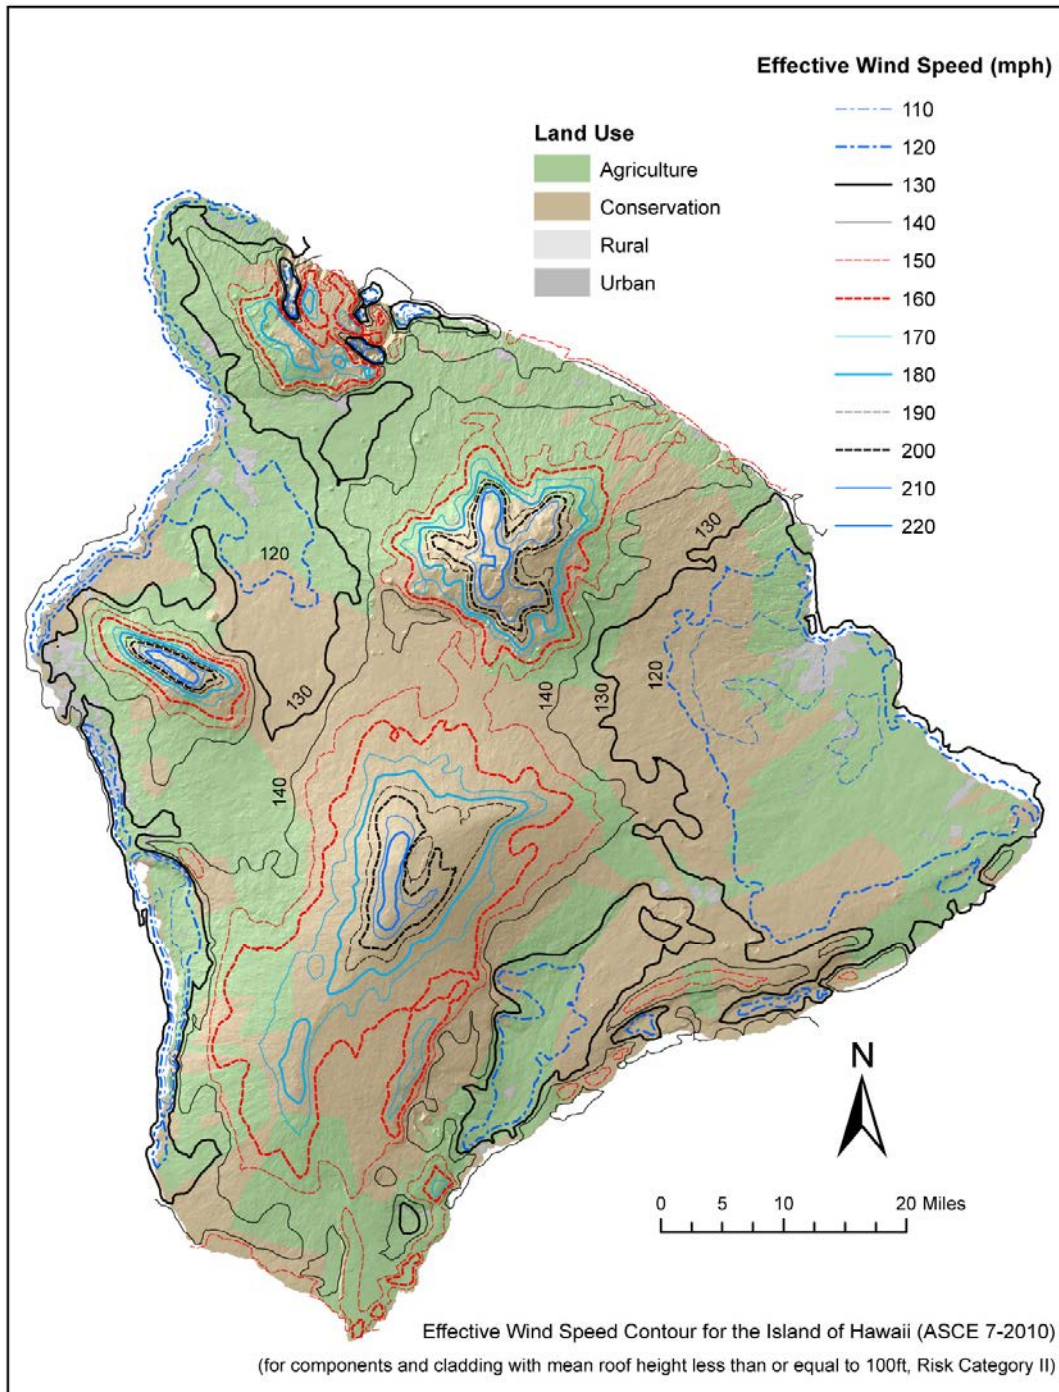 Effective Wind Speed (mph)
110
120
130
140
150
160
170
180
190
200
210
220
Land Use
Agriculture
Conservation
Rural
Urban
120
130
130
140
130
120
140
N
0 5 10 20 Miles
Effective Wind Speed Contour for the Island of Hawaii (ASCE 7-2010)
(for components and cladding with mean roof height less than or equal to 100ft, Risk Category II)